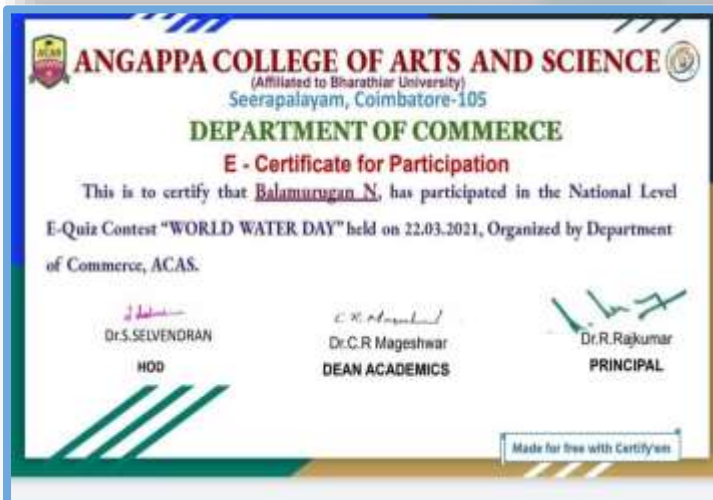 ACAS
ANGAPPA COLLEGE OF ARTS AND SCIENCE
(Affiliated to Bharathiar University)
Seerapalayam, Coimbatore-105
DEPARTMENT OF COMMERCE
E - Certificate for Participation
This is to certify that Balamurugan N, has participated in the National Level
E-Quiz Contest “WORLD WATER DAY” held on 22.03.2021, Organized by Department
of Commerce, ACAS.
Dr.S.SELVENDRAN
Dr.C.R Mageshwar
Dr.R.Rajkumar
HOD
DEAN ACADEMICS
PRINCIPAL
Made for free with Certify'em